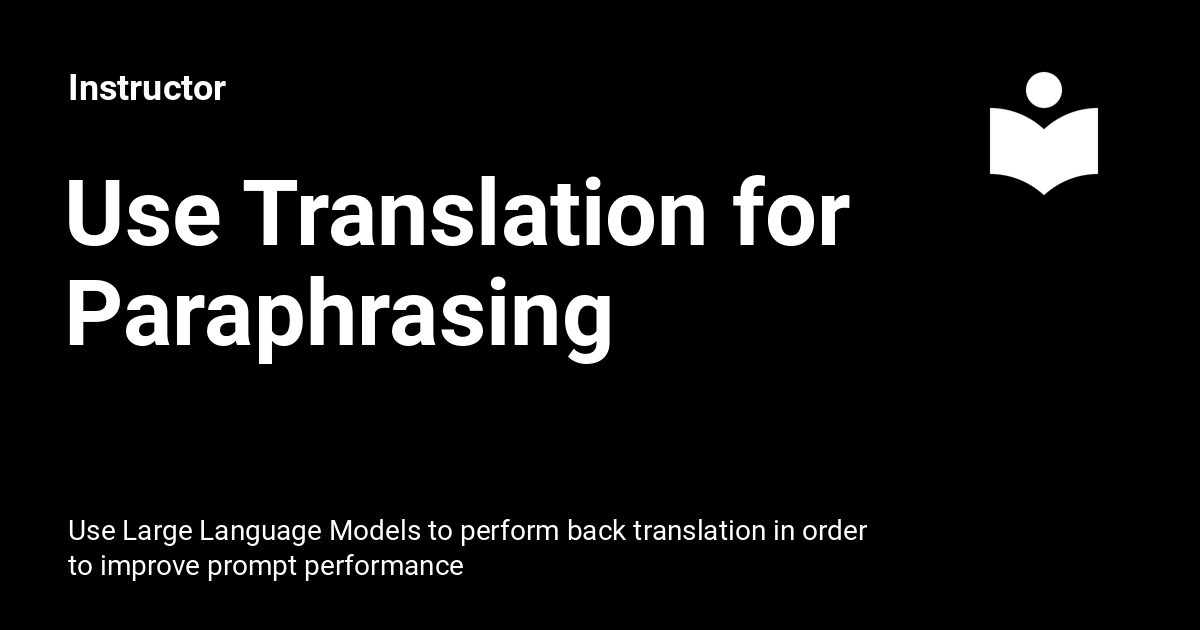 Instructor
Use Translation for
Paraphrasing
Use Large Language Models to perform back translation in order
to improve prompt performance